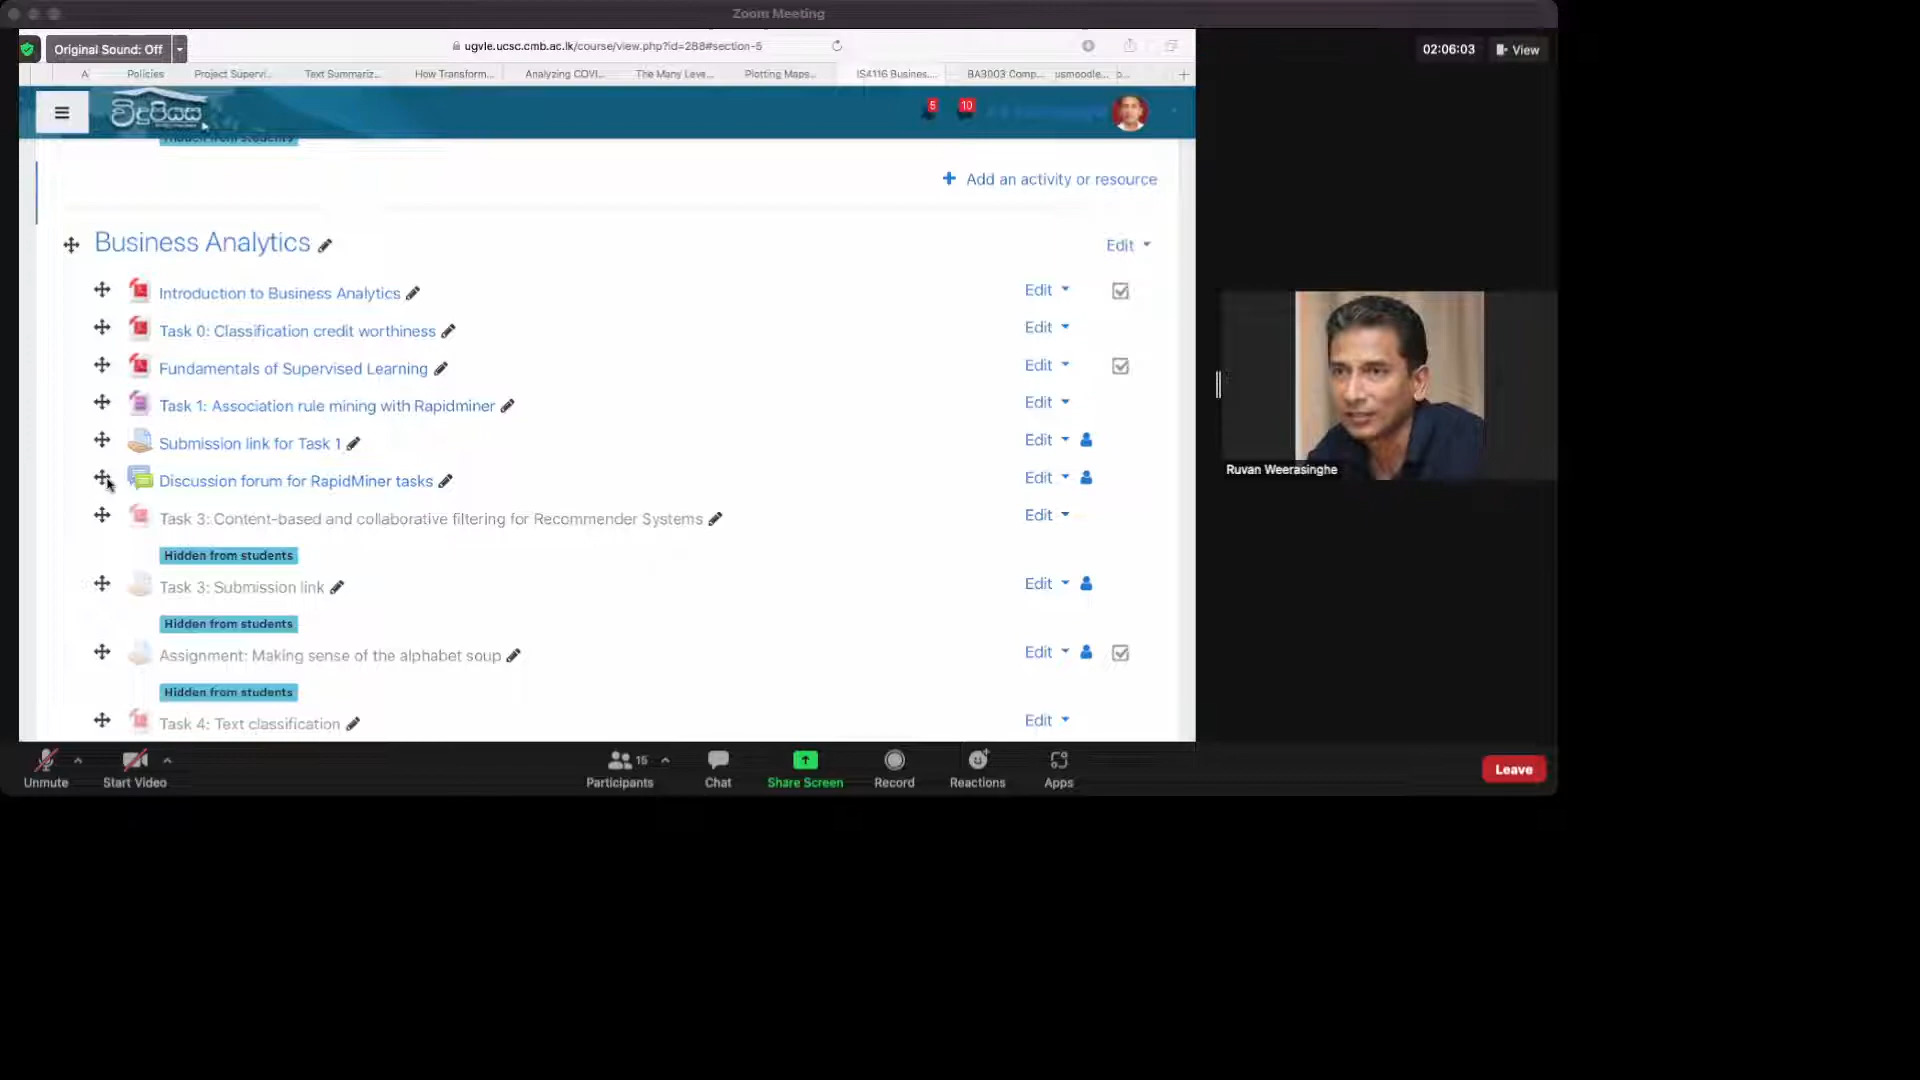 Zoom Meeting
Original Sound: Off
ugvle.ucsc.cmb.ac.lk/course/view.php?id=288#section-5
02:06:03
View
A
Policies
Project Supervi...
Text Summariz...
How Transform...
Analyzing COVI...
The Many Leve...
Plotting Maps...
IS4116 Busines...
BA3003 Comp...
usmoodle...
විදුපියස
5
10
Hidden from students
+ Add an activity or resource
Business Analytics
Edit
Introduction to Business Analytics
Edit
Task 0: Classification credit worthiness
Edit
Fundamentals of Supervised Learning
Edit
Task 1: Association rule mining with Rapidminer
Edit
Submission link for Task 1
Edit
Discussion forum for RapidMiner tasks
Edit
Task 3: Content-based and collaborative filtering for Recommender Systems
Edit
Hidden from students
Task 3: Submission link
Edit
Hidden from students
Assignment: Making sense of the alphabet soup
Edit
Hidden from students
Task 4: Text classification
Edit
Ruvan Weerasinghe
Unmute
Start Video
15
Participants
Chat
Share Screen
Record
Reactions
Apps
Leave